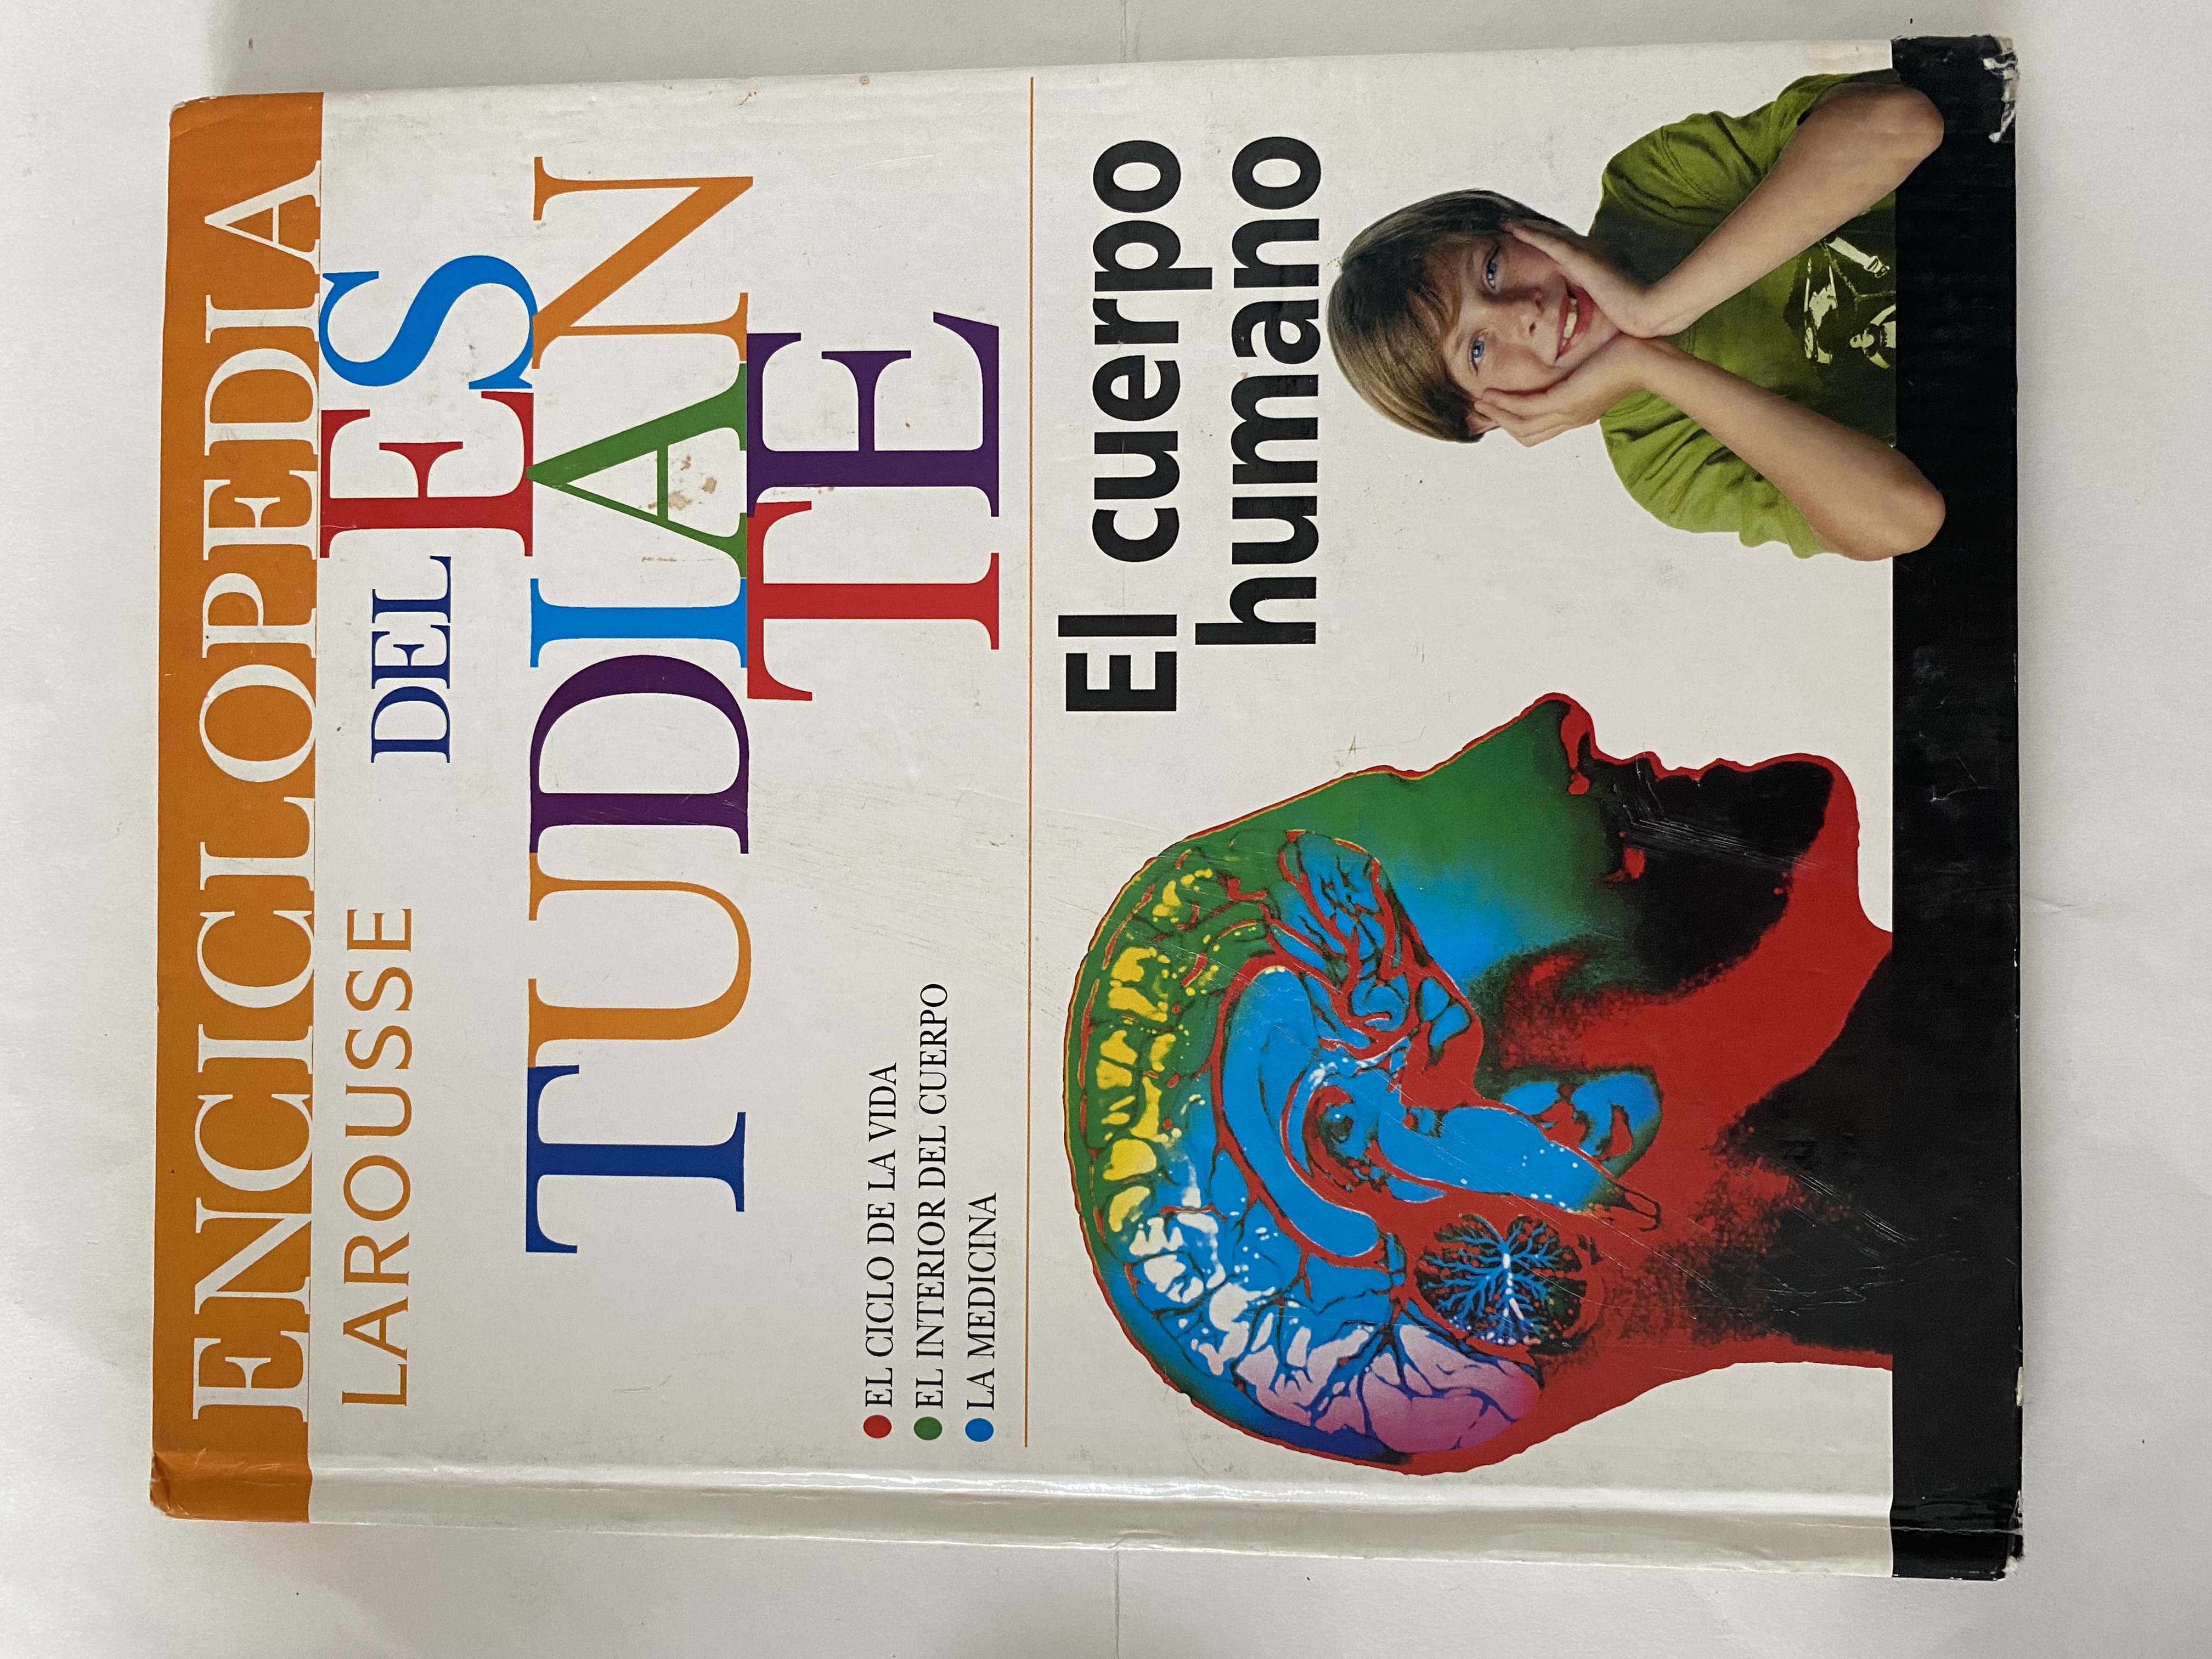 ENCICLOPEDIA
LAROUSSE
DEL ES
TUDIAN
TE
EL CICLO DE LA VIDA
EL INTERIOR DEL CUERPO
LA MEDICINA
El cuerpo
humano